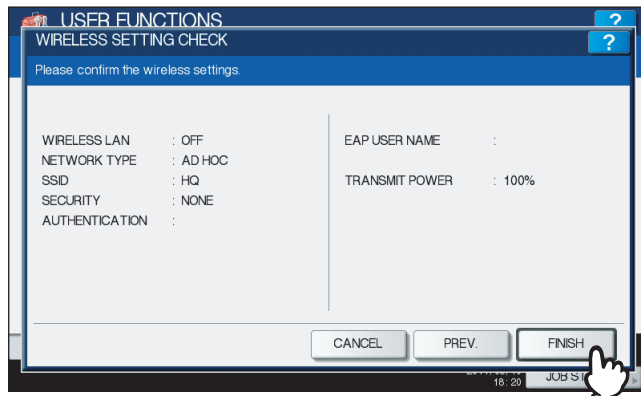 USER FUNCTIONS
?
WIRELESS SETTING CHECK
?
Please confirm the wireless settings.
WIRELESS LAN : OFF
NETWORK TYPE : AD HOC
SSID : HQ
SECURITY : NONE
AUTHENTICATION :
EAP USER NAME :
TRANSMIT POWER : 100%
CANCEL
PREV.
FINISH
18:20
JOB ST